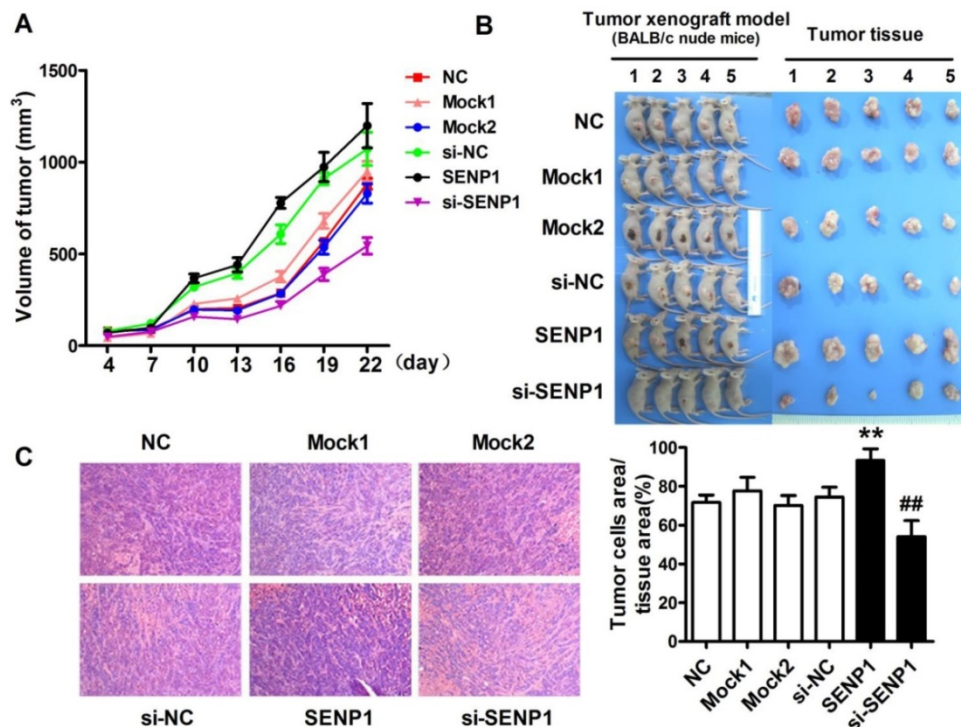 A
Volume of tumor (mm³)
1500
1000
500
0
4 7 10 13 16 19 22 (day)
NC
Mock1
Mock2
si-NC
SENP1
si-SENP1
B
Tumor xenograft model
(BALB/c nude mice)
Tumor tissue
1 2 3 4 5
1 2 3 4 5
NC
Mock1
Mock2
si-NC
SENP1
si-SENP1
C
NC Mock1 Mock2
si-NC SENP1 si-SENP1
Tumor cells area/
tissue area(%)
100
80
60
40
20
0
**
##
NC Mock1 Mock2 si-NC SENP1 si-SENP1